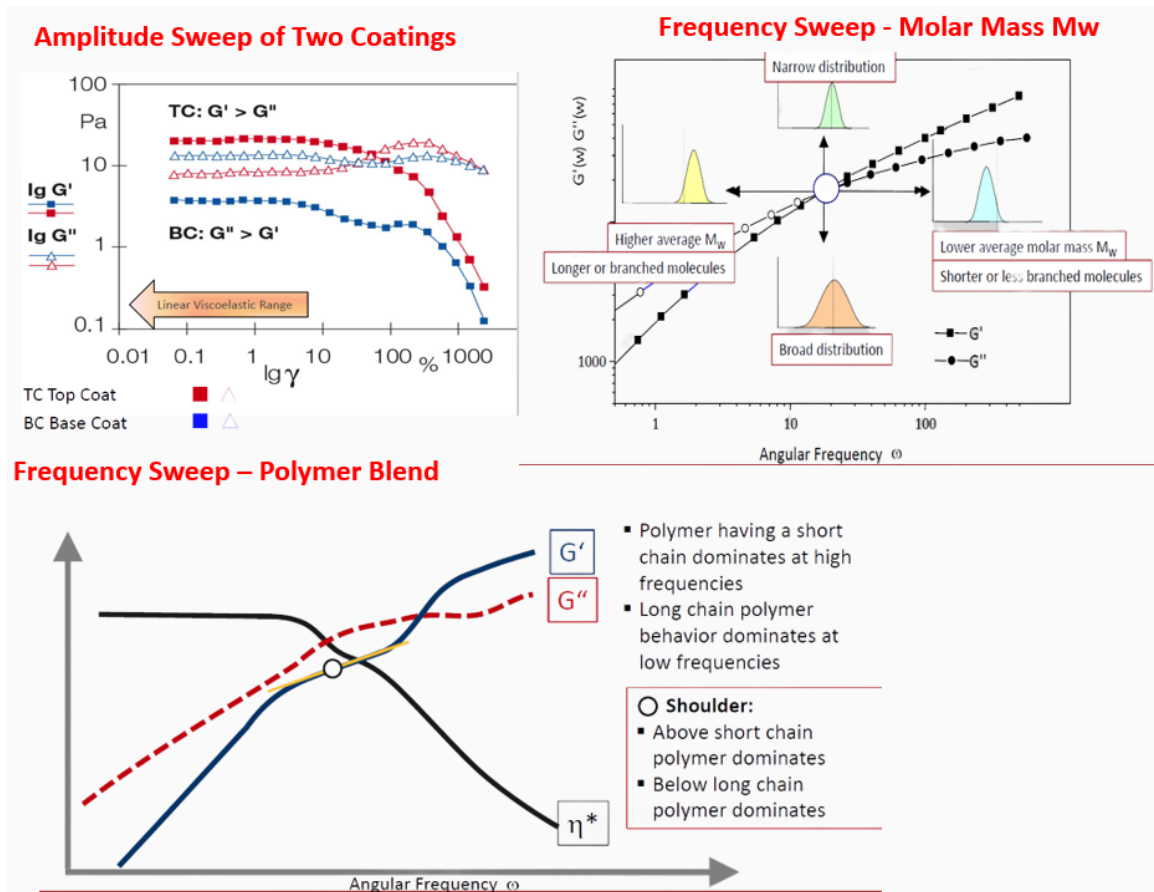 Amplitude Sweep of Two Coatings
100
Pa
10
1
0.1
TC: G' > G"
BC: G" > G'
lg G'
lg G"
Linear Viscoelastic Range
0.01
0.1
1
10
100
%
1000
lg γ
TC Top Coat
BC Base Coat
Frequency Sweep - Molar Mass Mw
Narrow distribution
G'(w) G''(w)
Higher average Mw
Longer or branched molecules
Lower average molar mass Mw
Shorter or less branched molecules
Broad distribution
G'
G"
1000
1
10
100
Angular Frequency ω
Frequency Sweep – Polymer Blend
G‘
G“
η*
Angular Frequency ω
▪ Polymer having a short
chain dominates at high
frequencies
▪ Long chain polymer
behavior dominates at
low frequencies
Shoulder:
▪ Above short chain
polymer dominates
▪ Below long chain
polymer dominates